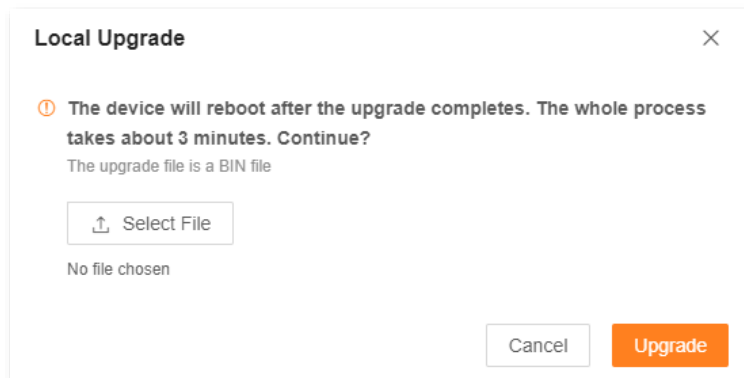 Local Upgrade
The device will reboot after the upgrade completes. The whole process
takes about 3 minutes. Continue?
The upgrade file is a BIN file
Select File
No file chosen
Cancel
Upgrade